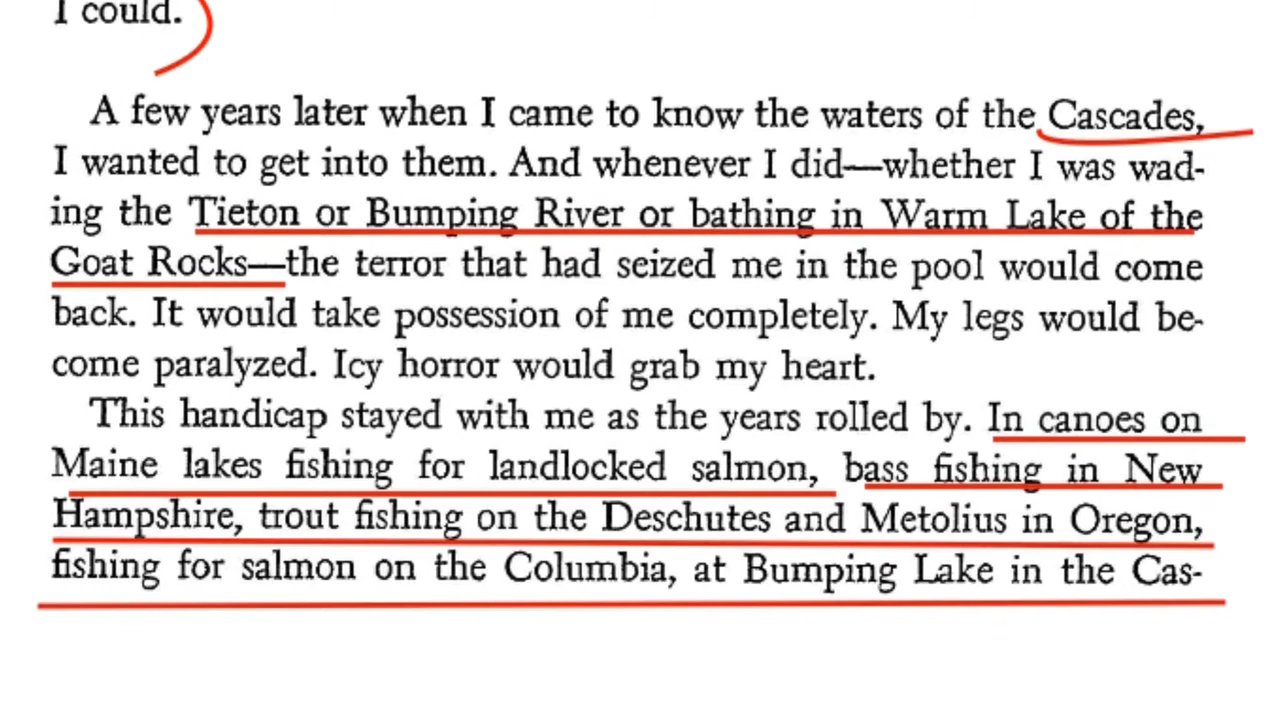 I could.
A few years later when I came to know the waters of the Cascades,
I wanted to get into them. And whenever I did—whether I was wad-
ing the Tieton or Bumping River or bathing in Warm Lake of the
Goat Rocks—the terror that had seized me in the pool would come
back. It would take possession of me completely. My legs would be-
come paralyzed. Icy horror would grab my heart.
This handicap stayed with me as the years rolled by. In canoes on
Maine lakes fishing for landlocked salmon, bass fishing in New
Hampshire, trout fishing on the Deschutes and Metolius in Oregon,
fishing for salmon on the Columbia, at Bumping Lake in the Cas-